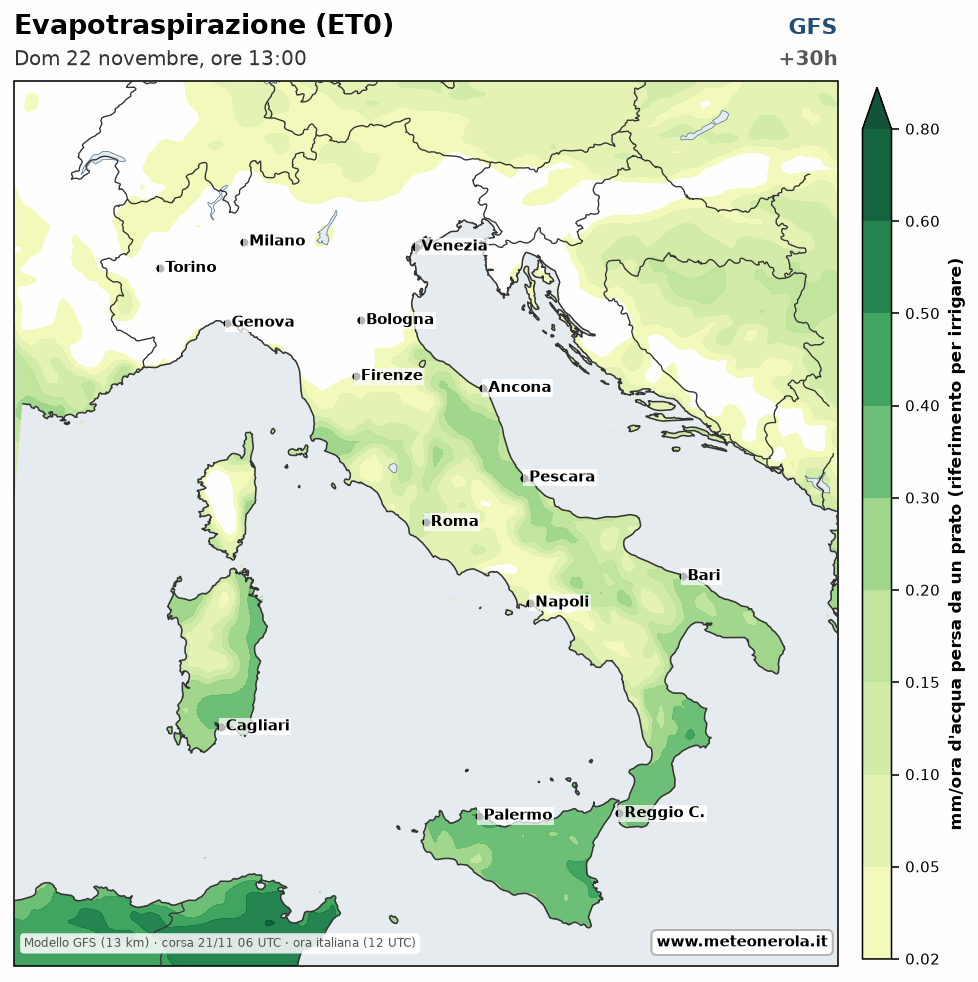 Evapotraspirazione (ET0)
GFS
Dom 22 novembre, ore 13:00
+30h
Milano
Venezia
Torino
Genova
Bologna
Firenze
Ancona
Pescara
Roma
Bari
Napoli
Cagliari
Palermo
Reggio C.
0.80
0.60
0.50
0.40
0.30
0.20
0.15
0.10
0.05
0.02
mm/ora d'acqua persa da un prato (riferimento per irrigare)
Modello GFS (13 km) · corsa 21/11 06 UTC · ora italiana (12 UTC)
www.meteonerola.it